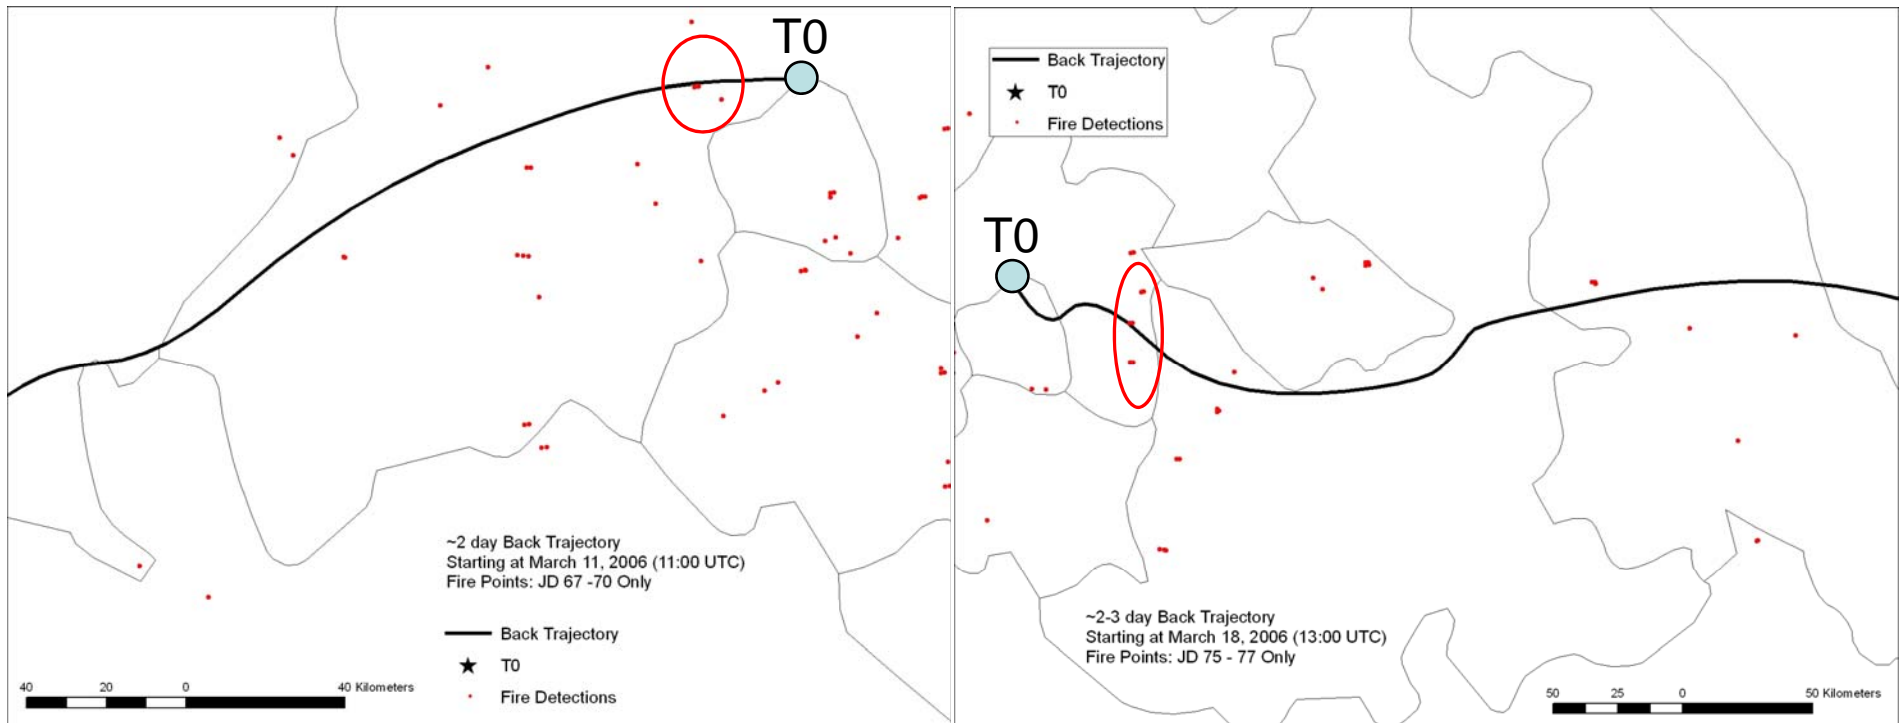 T0
~2 day Back Trajectory
Starting at March 11, 2006 (11:00 UTC)
Fire Points: JD 67 -70 Only
Back Trajectory
T0
Fire Detections
40 20 0 40 Kilometers
Back Trajectory
T0
Fire Detections
T0
~2-3 day Back Trajectory
Starting at March 18, 2006 (13:00 UTC)
Fire Points: JD 75 - 77 Only
50 25 0 50 Kilometers